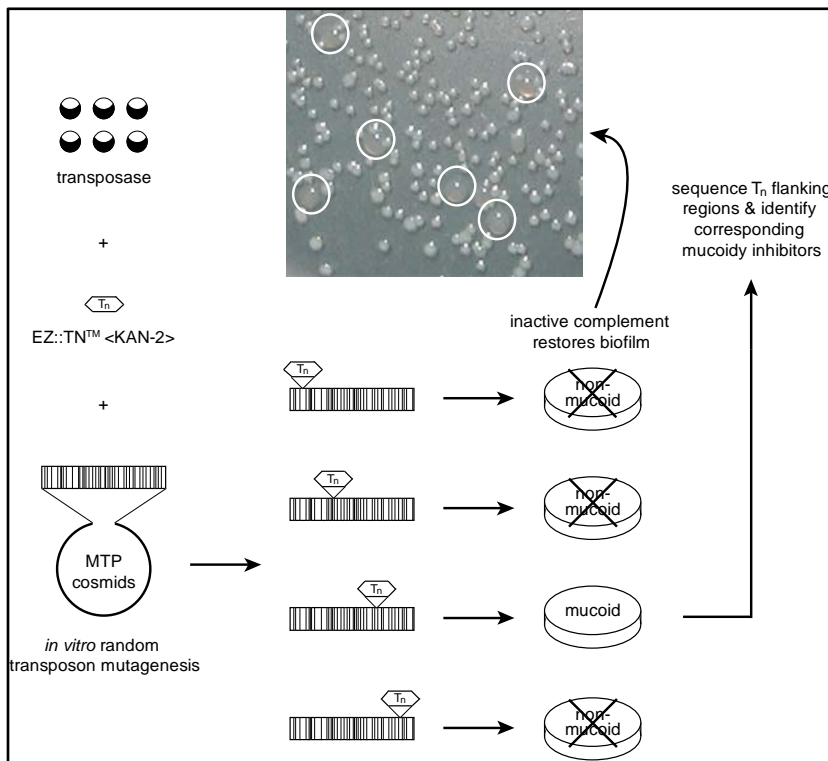 transposase
+
Tn
EZ::TN™ <KAN-2>
+
MTP
cosmids
in vitro random
transposon mutagenesis
sequence Tn flanking
regions & identify
corresponding
mucoidy inhibitors
inactive complement
restores biofilm
Tn
non-
mucoid
Tn
non-
mucoid
Tn
mucoid
Tn
non-
mucoid